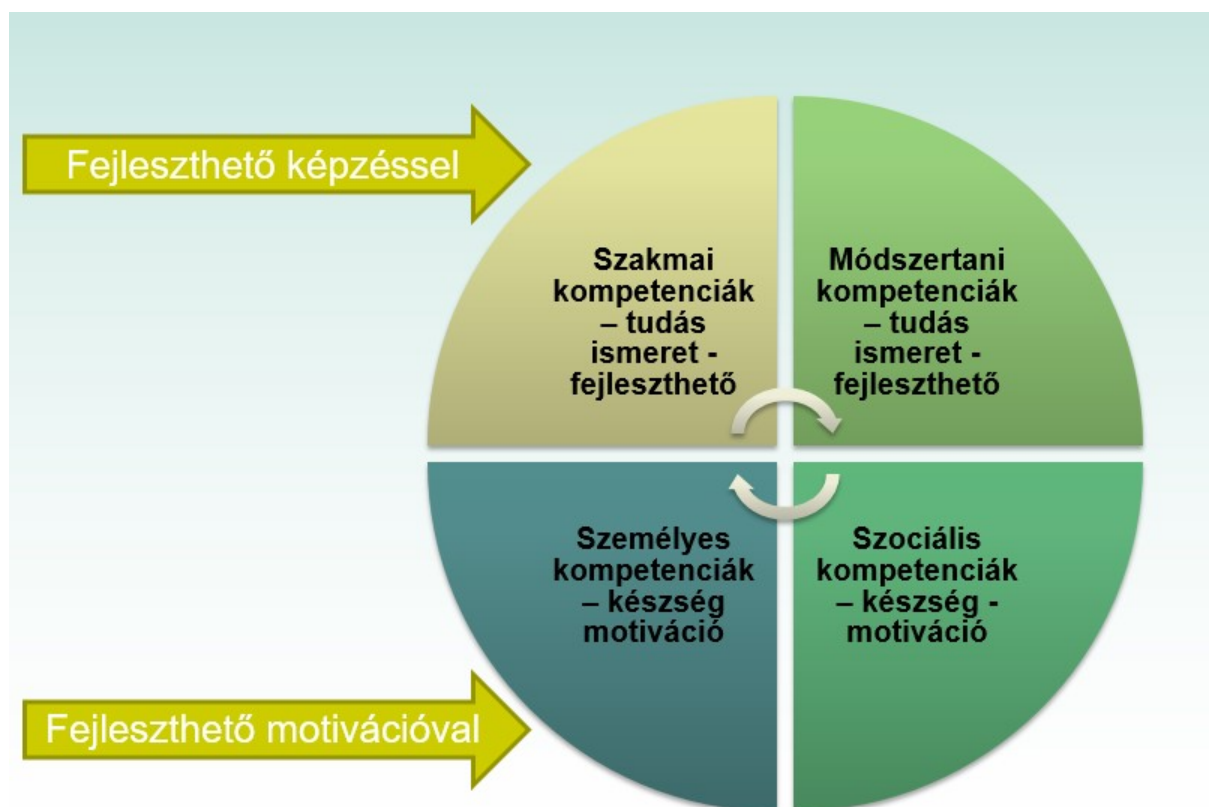 Fejleszthető képzéssel
Szakmai
kompetenciák
– tudás
ismeret -
fejleszthető
Módszertani
kompetenciák
– tudás
ismeret -
fejleszthető
Személyes
kompetenciák
– készség
motiváció
Szociális
kompetenciák
– készség -
motiváció
Fejleszthető motivációval